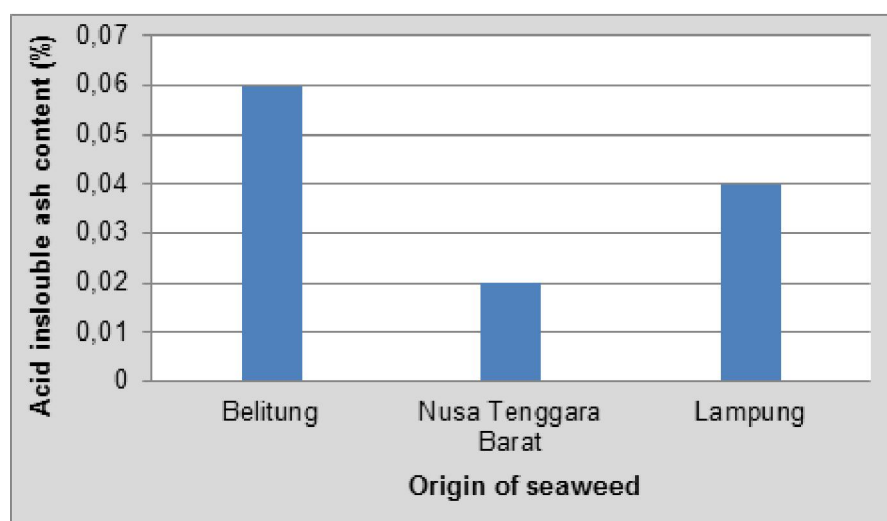 Acid inslouble ash content (%)
0,07
0,06
0,05
0,04
0,03
0,02
0,01
0
Belitung
Nusa Tenggara
Barat
Lampung
Origin of seaweed